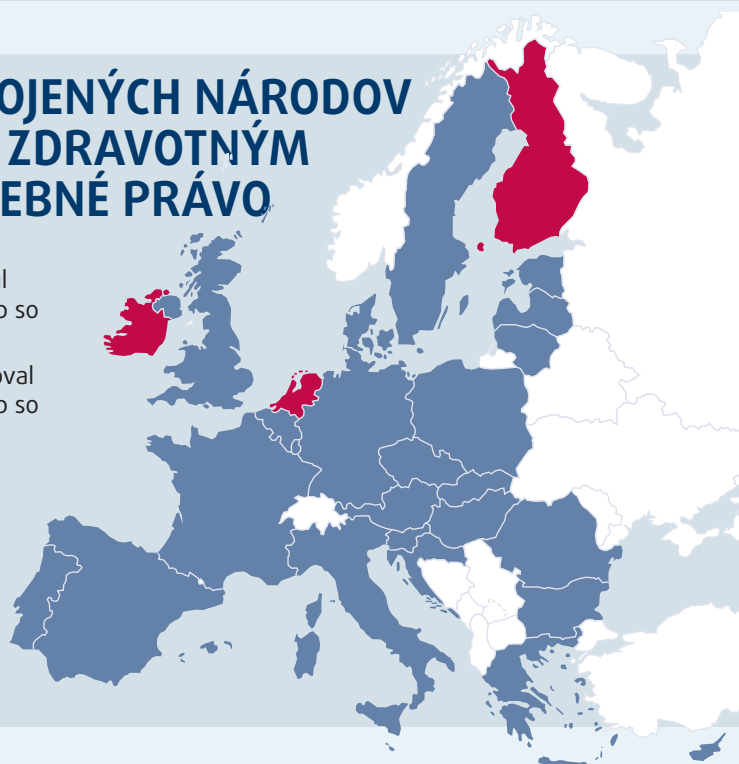 OJENÝCH NÁRODOV
ZDRAVOTNÝM
EBNÉ PRÁVO
l
o so
oval
o so